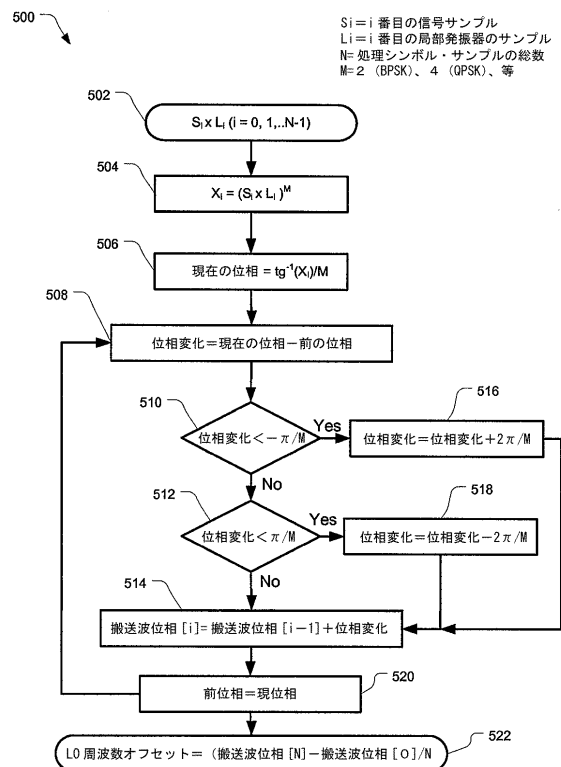 500
Si=i番目の信号サンプル
Li=i番目の局部発振器のサンプル
N=処理シンボル・サンプルの総数
M=2（BPSK）、4（QPSK）、等
502
Si x Li (i = 0, 1,..N-1)
504
Xi = (Si x Li )^M
506
現在の位相 = tg⁻¹(Xi)/M
508
位相変化=現在の位相-前の位相
510
位相変化<-π/M
Yes
516
位相変化=位相変化+2π/M
No
512
位相変化<π/M
Yes
518
位相変化=位相変化-2π/M
No
514
搬送波位相[i]=搬送波位相[i-1]+位相変化
前位相=現位相
520
LO周波数オフセット=（搬送波位相[N]-搬送波位相[O]/N
522